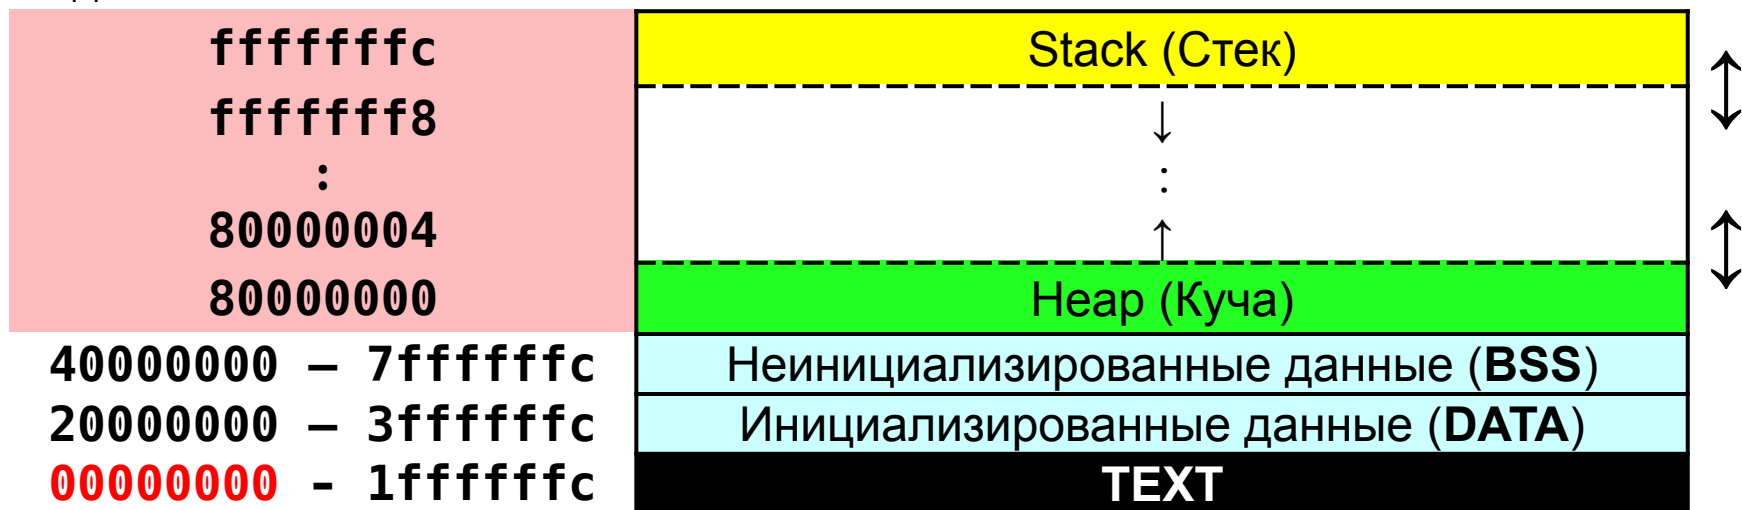 fffffffc Stack (Стек)
fffffff8 ↓
: :
80000004 ↑
80000000 Heap (Куча)
40000000 – 7ffffffc Неинициализированные данные (BSS)
20000000 – 3ffffffc Инициализированные данные (DATA)
00000000 - 1ffffffc TEXT